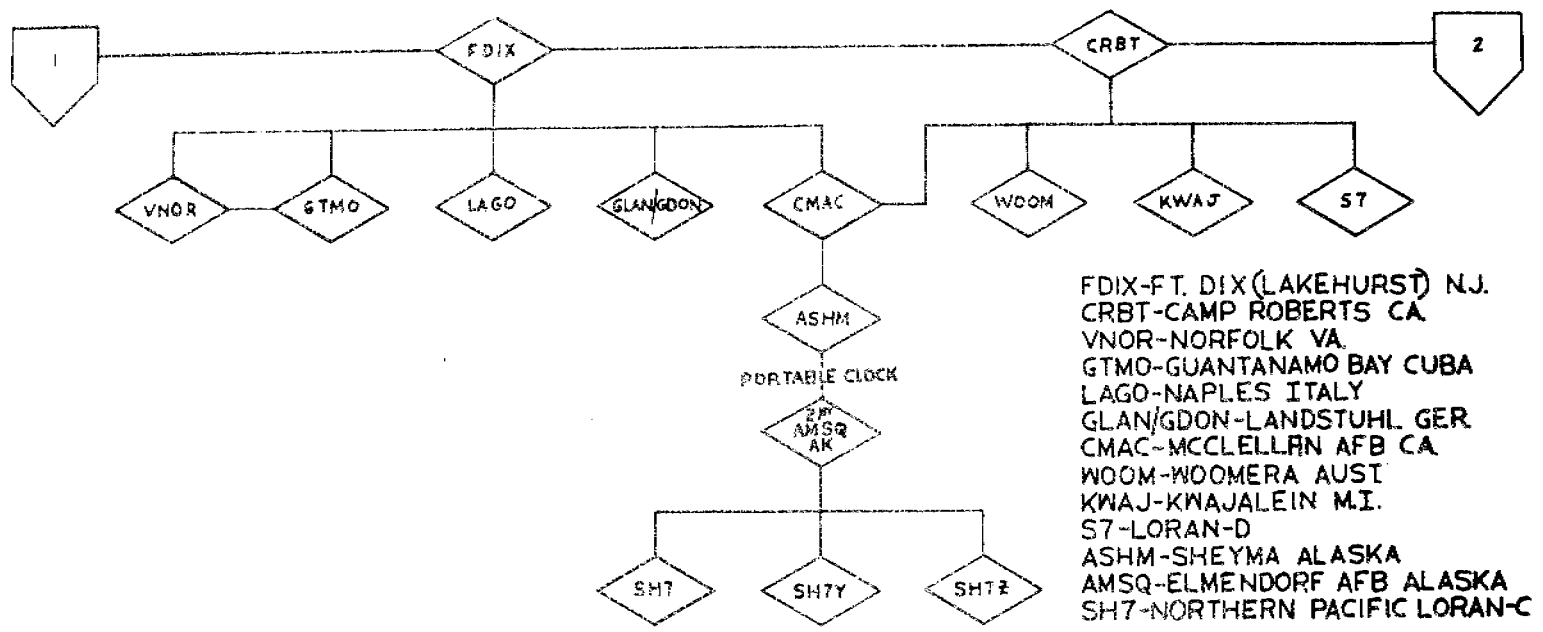 1
FDIX
CRBT
2
VNOR
GTMO
LAGO
GLAN/GDON
CMAC
WOOM
KWAJ
S7
ASHM
PORTABLE CLOCK
AMSQ
AK
SH7
SH7Y
SH7Z
FDIX-FT. DIX (LAKEHURST) N.J.
CRBT-CAMP ROBERTS CA.
VNOR-NORFOLK VA.
GTMO-GUANTANAMO BAY CUBA
LAGO-NAPLES ITALY
GLAN/GDON-LANDSTUHL GER.
CMAC-MCCLELLAN AFB CA.
WOOM-WOOMERA AUST.
KWAJ-KWAJALEIN M.I.
S7-LORAN-D
ASHM-SHEYMA ALASKA
AMSQ-ELMENDORF AFB ALASKA
SH7-NORTHERN PACIFIC LORAN-C